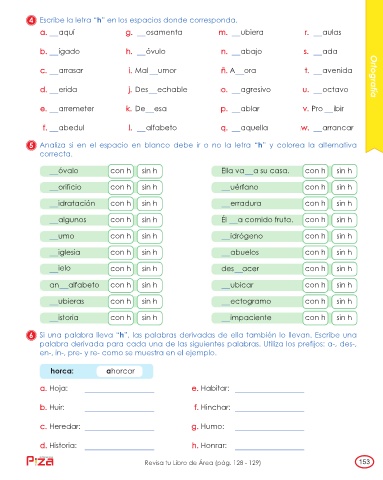 4 Escribe la letra "h" en los espacios donde corresponda.
a. __aquí g. __osamenta m. __ubiera r. __aulas
b. __ígado h. __óvulo n. __abajo s. __ada
c. __arrasar i. Mal__umor ñ. A__ora t. __avenida
d. __erida j. Des__echable o. __agresivo u. __octavo
e. __arremeter k. De__esa p. __ablar v. Pro__ibir
f. __abedul l. __alfabeto q. __aquella w. __arrancar
Ortografía
5 Analiza si en el espacio en blanco debe ir o no la letra "h" y colorea la alternativa
correcta.
__óvalo con h sin h Ella va__a su casa. con h sin h
__orificio con h sin h __uérfano con h sin h
__idratación con h sin h __erradura con h sin h
__algunos con h sin h Él __a comido fruta. con h sin h
__umo con h sin h __idrógeno con h sin h
__iglesia con h sin h __abuelos con h sin h
__ielo con h sin h des__acer con h sin h
an__alfabeto con h sin h __ubicar con h sin h
__ubieras con h sin h __ectogramo con h sin h
__istoria con h sin h __impaciente con h sin h
6 Si una palabra lleva "h", las palabras derivadas de ella también lo llevan. Escribe una
palabra derivada para cada una de las siguientes palabras. Utiliza los prefijos: a-, des-,
en-, in-, pre- y re- como se muestra en el ejemplo.
horca: ahorcar
a. Hoja: e. Habitar:
b. Huir: f. Hinchar:
c. Heredar: g. Humo:
d. Historia: h. Honrar:
Revisa tu Libro de Área (pág. 128 - 129)
153